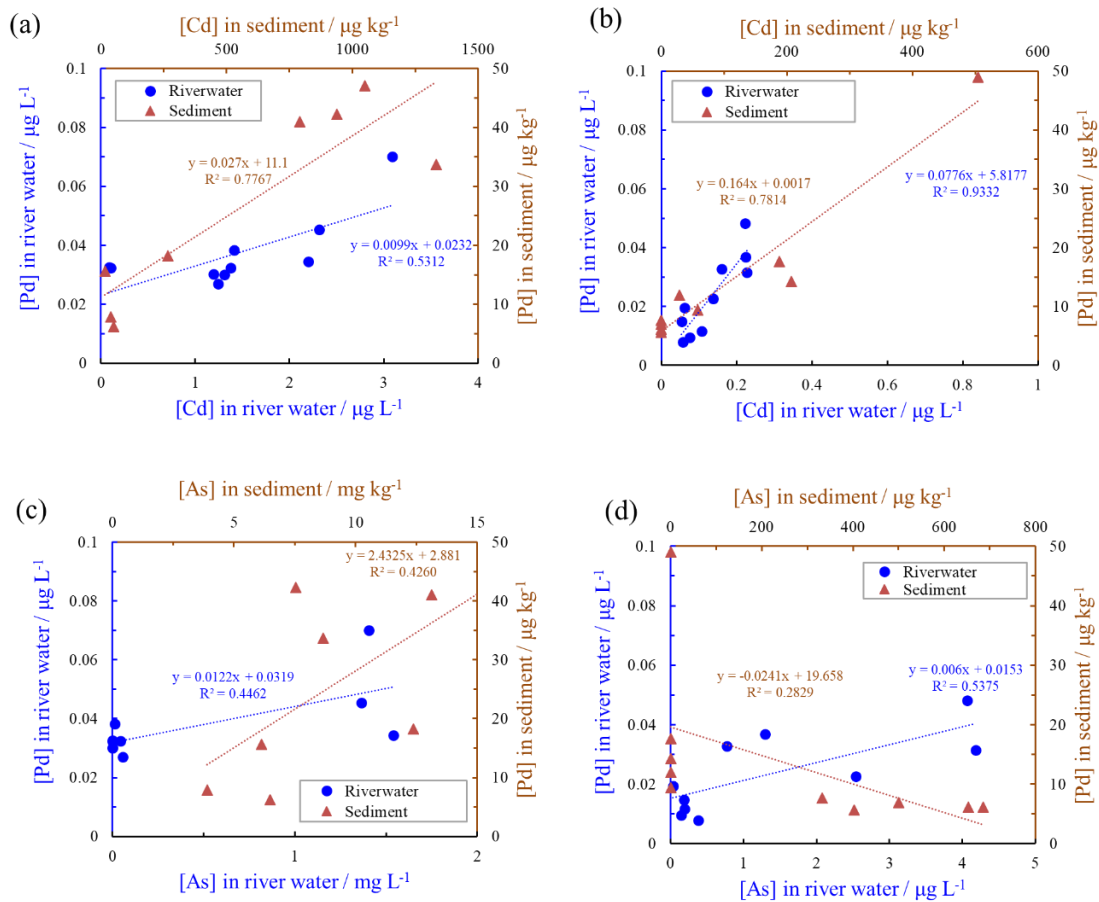 (a)
[Cd] in sediment / μg kg⁻¹
0 500 1000 1500
[Pd] in river water / μg L⁻¹
0.1
0.08
0.06
0.04
0.02
0
Riverwater
Sediment
y = 0.027x + 11.1
R² = 0.7767
y = 0.0099x + 0.0232
R² = 0.5312
50
40
30
20
10
0
[Pd] in sediment / μg kg⁻¹
0 1 2 3 4
[Cd] in river water / μg L⁻¹
(b)
[Cd] in sediment / μg kg⁻¹
0 200 400 600
[Pd] in river water / μg L⁻¹
0.1
0.08
0.06
0.04
0.02
0
Riverwater
Sediment
y = 0.164x + 0.0017
R² = 0.7814
y = 0.0776x + 5.8177
R² = 0.9332
50
40
30
20
10
0
[Pd] in sediment / μg kg⁻¹
0 0.2 0.4 0.6 0.8 1
[Cd] in river water / μg L⁻¹
(c)
[As] in sediment / mg kg⁻¹
0 5 10 15
[Pd] in river water / μg L⁻¹
0.1
0.08
0.06
0.04
0.02
0
y = 2.4325x + 2.881
R² = 0.4260
y = 0.0122x + 0.0319
R² = 0.4462
Riverwater
Sediment
50
40
30
20
10
0
[Pd] in sediment / μg kg⁻¹
0 1 2
[As] in river water / mg L⁻¹
(d)
[As] in sediment / μg kg⁻¹
0 200 400 600 800
[Pd] in river water / μg L⁻¹
0.1
0.08
0.06
0.04
0.02
0
Riverwater
Sediment
y = -0.0241x + 19.658
R² = 0.2829
y = 0.006x + 0.0153
R² = 0.5375
50
40
30
20
10
0
[Pd] in sediment / μg kg⁻¹
0 1 2 3 4 5
[As] in river water / μg L⁻¹